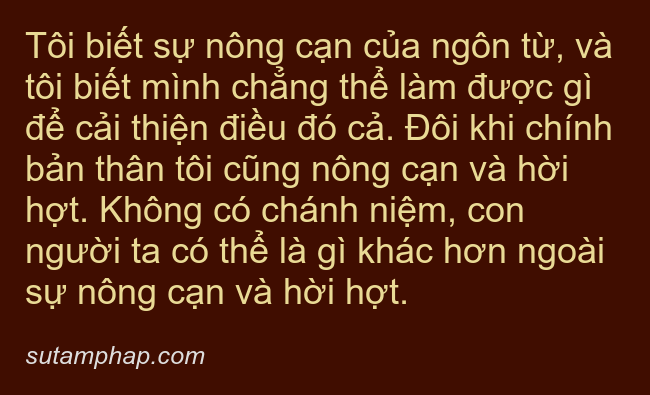 Tôi biết sự nông cạn của ngôn từ, và
tôi biết mình chẳng thể làm được gì
để cải thiện điều đó cả. Đôi khi chính
bản thân tôi cũng nông cạn và hời
hợt. Không có chánh niệm, con
người ta có thể là gì khác hơn ngoài
sự nông cạn và hời hợt.
sutamphap.com